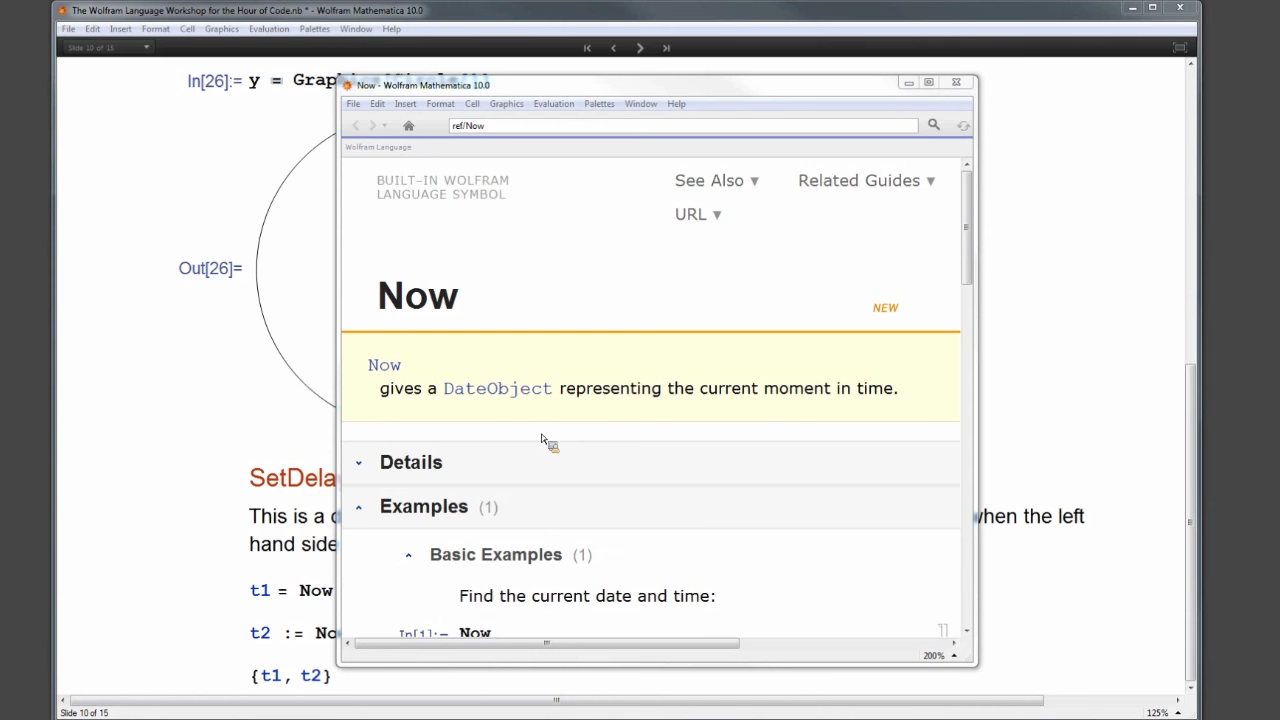 The Wolfram Language Workshop for the Hour of Code.nb * - Wolfram Mathematica 10.0
File Edit Insert Format Cell Graphics Evaluation Palettes Window Help
Slide 10 of 15
In[26]:= y = Grap
Now - Wolfram Mathematica 10.0
File Edit Insert Format Cell Graphics Evaluation Palettes Window Help
ref/Now
Wolfram Language
BUILT-IN WOLFRAM
LANGUAGE SYMBOL
See Also ▼ Related Guides ▼
URL ▼
Now
NEW
Now
gives a DateObject representing the current moment in time.
Details
Examples (1)
Basic Examples (1)
Find the current date and time:
In[1]:= Now
200%
Out[26]=
SetDela
This is a when the left
hand side
t1 = Now
t2 := No
{t1, t2}
Slide 10 of 15
125%